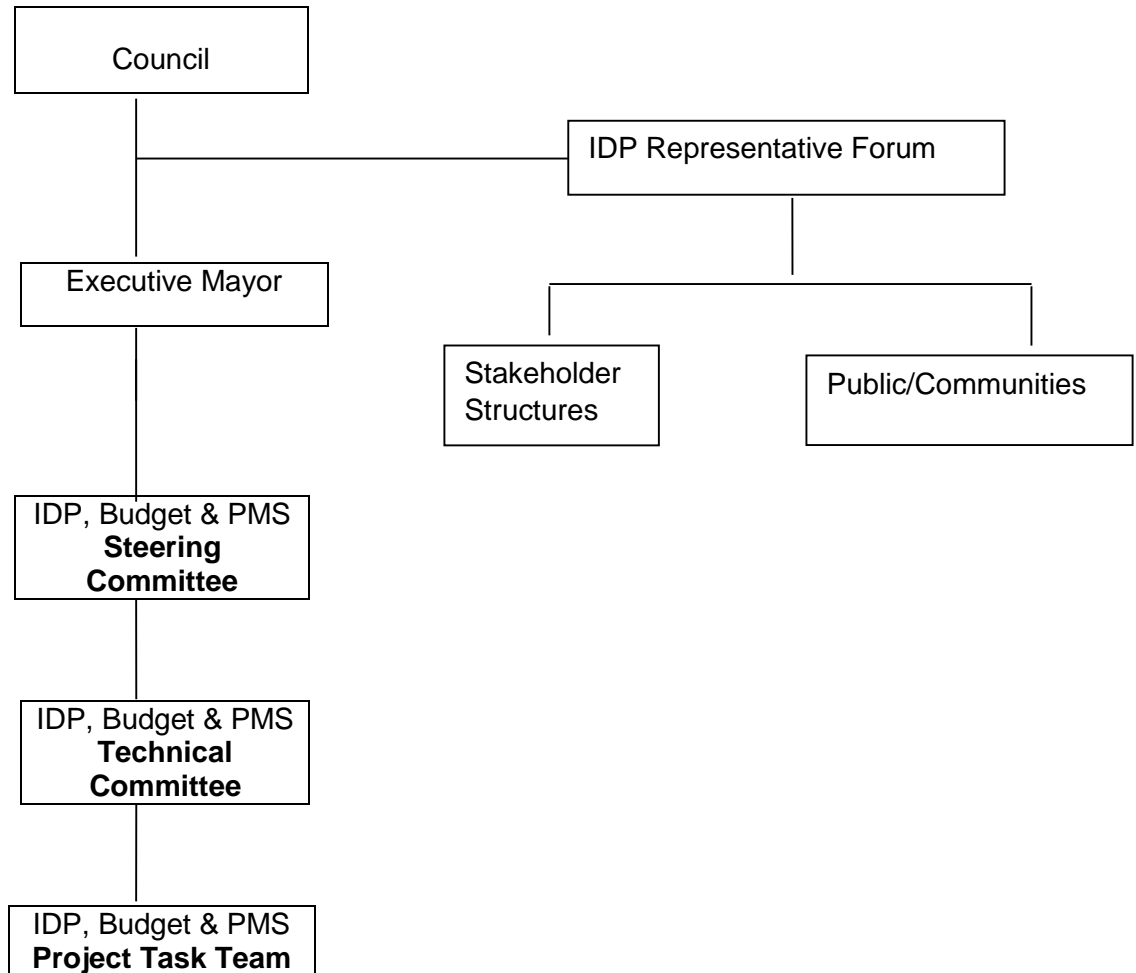 Council
IDP Representative Forum
Executive Mayor
Stakeholder
Structures
Public/Communities
IDP, Budget & PMS
Steering
Committee
IDP, Budget & PMS
Technical
Committee
IDP, Budget & PMS
Project Task Team